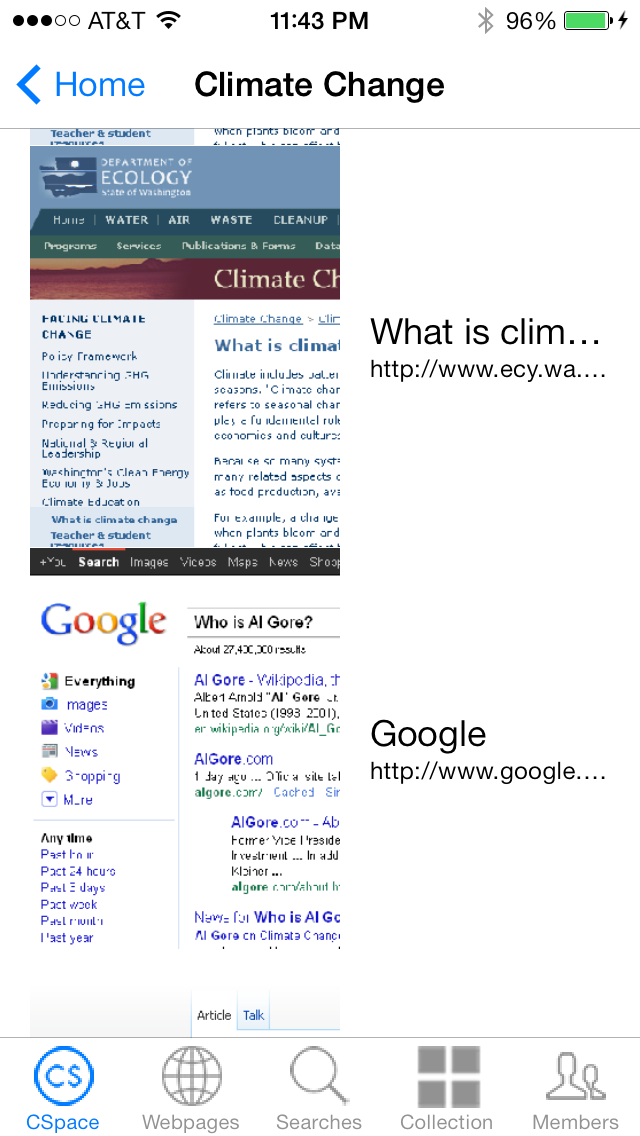 AT&T 11:43 PM 96%
Home Climate Change
Teacher & student
when plants bloom and
DEPARTMENT OF
ECOLOGY
State of Washington
Home | WATER | AIR WASTE CLEANUP
Programs Services Publications & Forms Data
Climate Ch
FACING CLIMATE
CHANGE
Policy Framework
Understanding GHG
Emissions
Reducing GHG Emissions
Preparing for Impacts
National & Regional
Leadership
Washington's Clean Energy
Economy & Jobs
Climate Education
What is climate change
Teacher & student
Climate Change > Clim
What is climat
Climate includes patter
seasons. "Climate chan
refers to seasonal chan
play a fundamental role
economics and cultures
Because so many syste
many related aspects o
as food production, ava
For example, a change
when plants bloom and
What is clim...
http://www.ecy.wa....
+You Search Images Videos Maps News Shopp
Google
Who is Al Gore?
About 27,400,000 results
Everything
Images
Videos
News
Shopping
More
Any time
Past hour
Past 24 hours
Past 3 days
Past week
Past month
Past year
Al Gore - Wikipedia, th
Albert Arnold "Al" Gore, Jr.
United States (1993-2001),
en.wikipedia.org/wiki/Al_Go
AlGore.com
1 day ago ... Official site
algore.com/ - Cached - Sim
AlGore.com - Ab
Former Vice Preside
Investment ... In add
Kleiner ...
algore.com/about.h
News for Who is Al Go
Al Gore on Climate Change
Google
http://www.google....
Article Talk
CS
CSpace Webpages Searches Collection Members